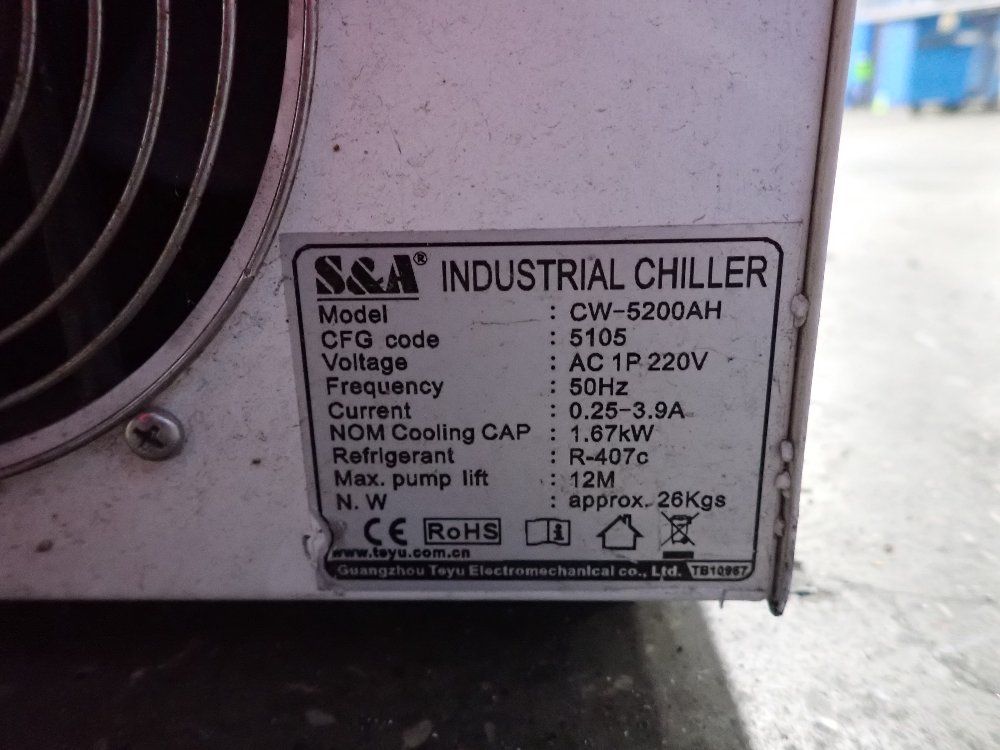 S&A® INDUSTRIAL CHILLER
Model : CW-5200AH
CFG code : 5105
Voltage : AC 1P 220V
Frequency : 50Hz
Current : 0.25-3.9A
NOM Cooling CAP : 1.67kW
Refrigerant : R-407c
Max. pump lift : 12M
N. W : approx. 26Kgs
CE RoHS i
www.teyu.com.cn
Guangzhou Teyu Electromechanical co., Ltd. TB10967